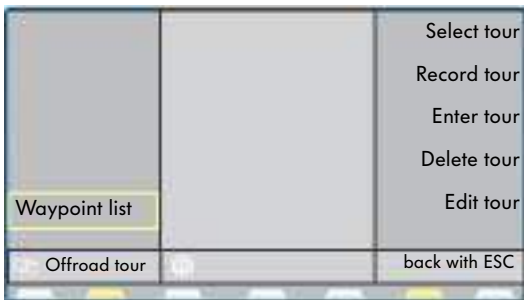 Select tour
Record tour
Enter tour
Delete tour
Waypoint list
Edit tour
Offroad tour
back with ESC